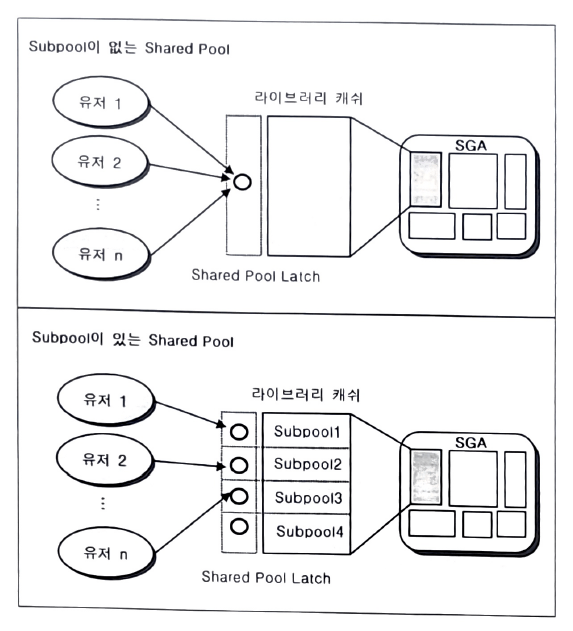 Subpool이 없는 Shared Pool
라이브러리 캐쉬
유저 1
SGA
유저 2
⋮
유저 n
Shared Pool Latch
Subpool이 있는 Shared Pool
라이브러리 캐쉬
유저 1
Subpool1
SGA
유저 2
Subpool2
⋮
Subpool3
Subpool4
유저 n
Shared Pool Latch